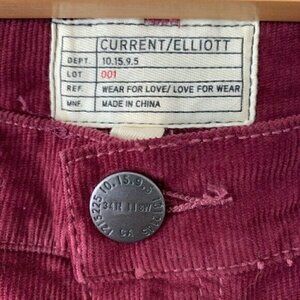 CURRENT/ELLIOTT
DEPT. 10.15.9.5
LOT 001
REF. WEAR FOR LOVE/ LOVE FOR WEAR
MNF. MADE IN CHINA
10.15.9.5
CA